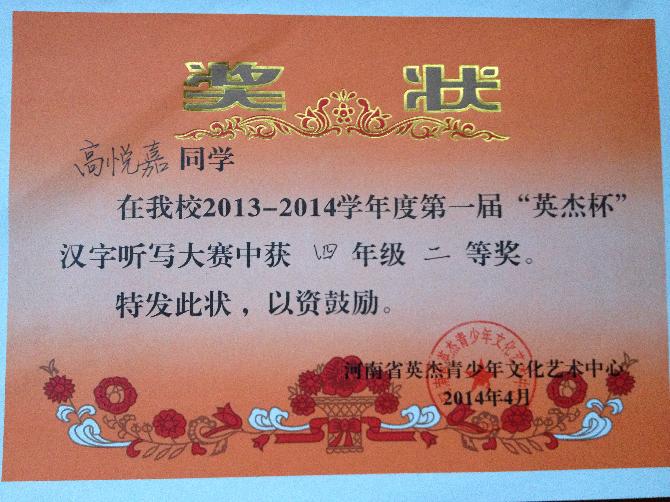 奖状
高悦嘉 同学
在我校2013-2014学年度第一届“英杰杯”
汉字听写大赛中获 四 年级 二 等奖。
特发此状，以资鼓励。
河南省英杰青少年文化艺术中心
2014年4月